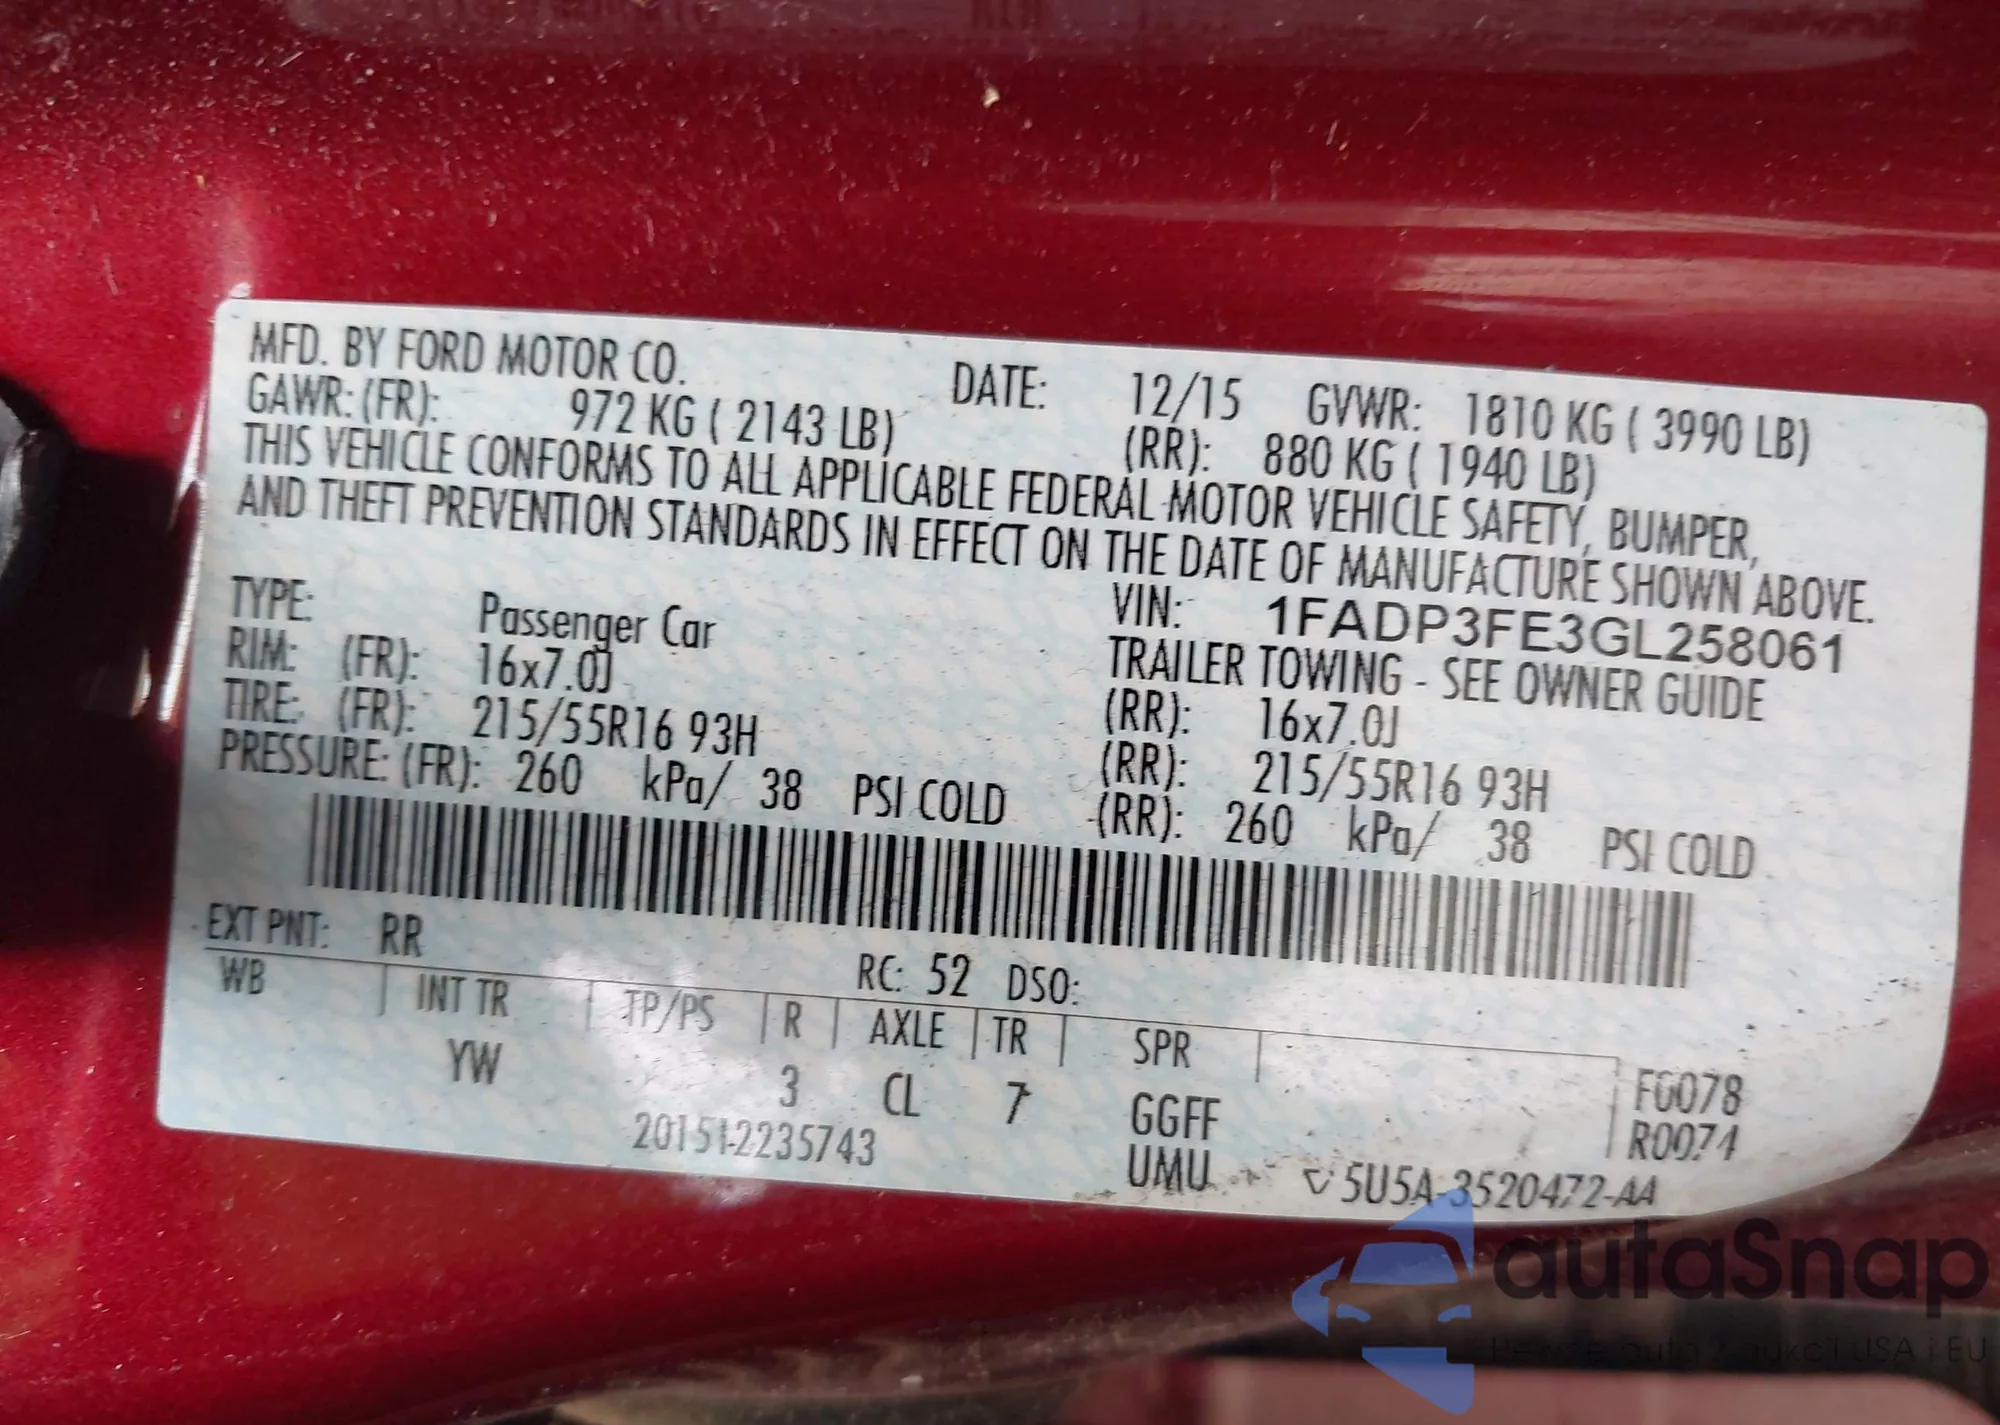 MFD. BY FORD MOTOR CO. DATE: 12/15 GVWR: 1810 KG ( 3990 LB)
GAWR: (FR): 972 KG ( 2143 LB) (RR): 880 KG ( 1940 LB)
THIS VEHICLE CONFORMS TO ALL APPLICABLE FEDERAL MOTOR VEHICLE SAFETY, BUMPER,
AND THEFT PREVENTION STANDARDS IN EFFECT ON THE DATE OF MANUFACTURE SHOWN ABOVE.
VIN: 1FADP3FE3GL258061
TYPE: Passenger Car TRAILER TOWING - SEE OWNER GUIDE
RIM: (FR): 16x7.0J (RR): 16x7.0J
TIRE: (FR): 215/55R16 93H (RR): 215/55R16 93H
PRESSURE: (FR): 260 kPa/ 38 PSI COLD (RR): 260 kPa/ 38 PSI COLD
EXT PNT: RR RC: 52 DSO:
WB INT TR TP/PS R AXLE TR SPR
YW 3 CL 7 GGFF F0078
201512235743 UMU R0074
5U5A-3520472-AA
autaSnap
auta z aukcji USA i EU